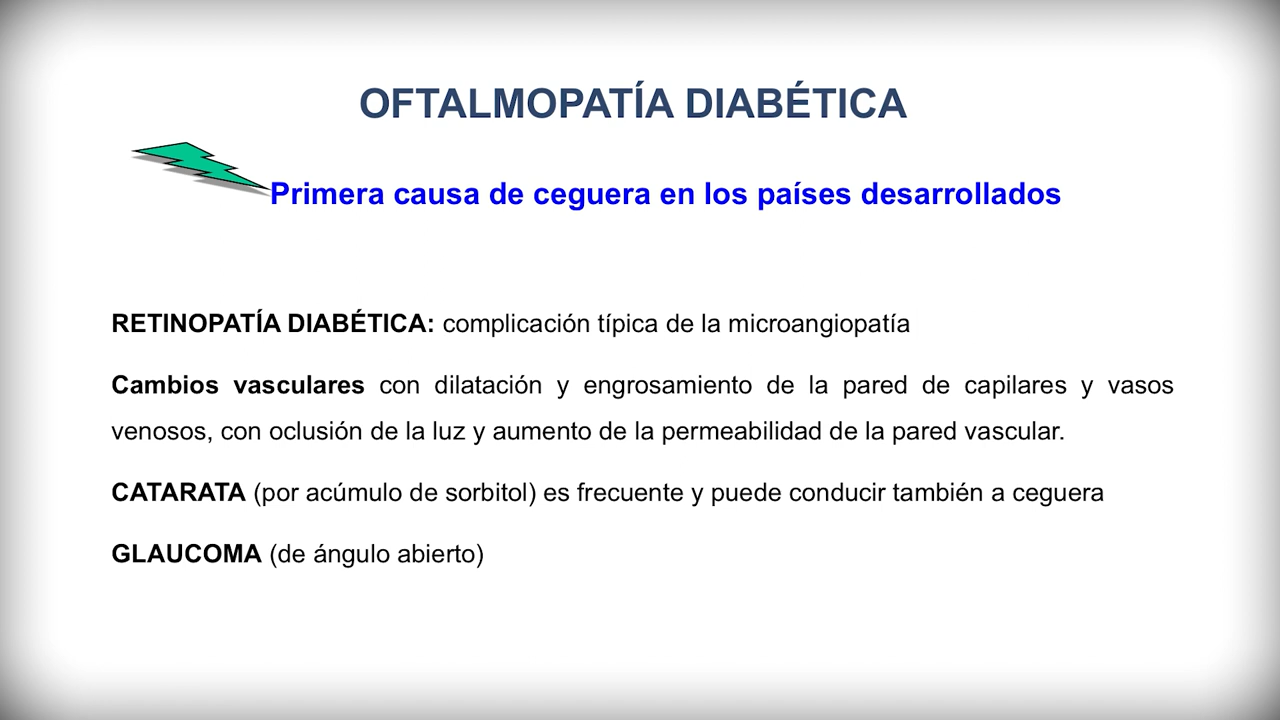 OFTALMOPATÍA DIABÉTICA
Primera causa de ceguera en los países desarrollados
RETINOPATÍA DIABÉTICA: complicación típica de la microangiopatía
Cambios vasculares con dilatación y engrosamiento de la pared de capilares y vasos
venosos, con oclusión de la luz y aumento de la permeabilidad de la pared vascular.
CATARATA (por acúmulo de sorbitol) es frecuente y puede conducir también a ceguera
GLAUCOMA (de ángulo abierto)